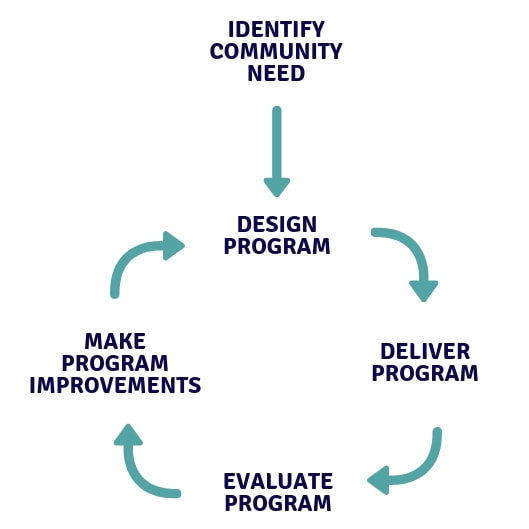 IDENTIFY
COMMUNITY
NEED
DESIGN
PROGRAM
DELIVER
PROGRAM
EVALUATE
PROGRAM
MAKE
PROGRAM
IMPROVEMENTS